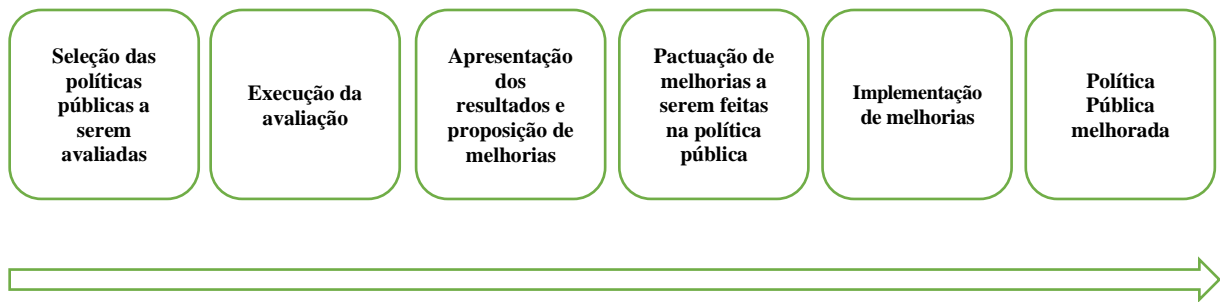 Seleção das
políticas
públicas a
serem
avaliadas
Execução da
avaliação
Apresentação
dos
resultados e
proposição de
melhorias
Pactuação de
melhorias a
serem feitas
na política
pública
Implementação
de melhorias
Política
Pública
melhorada